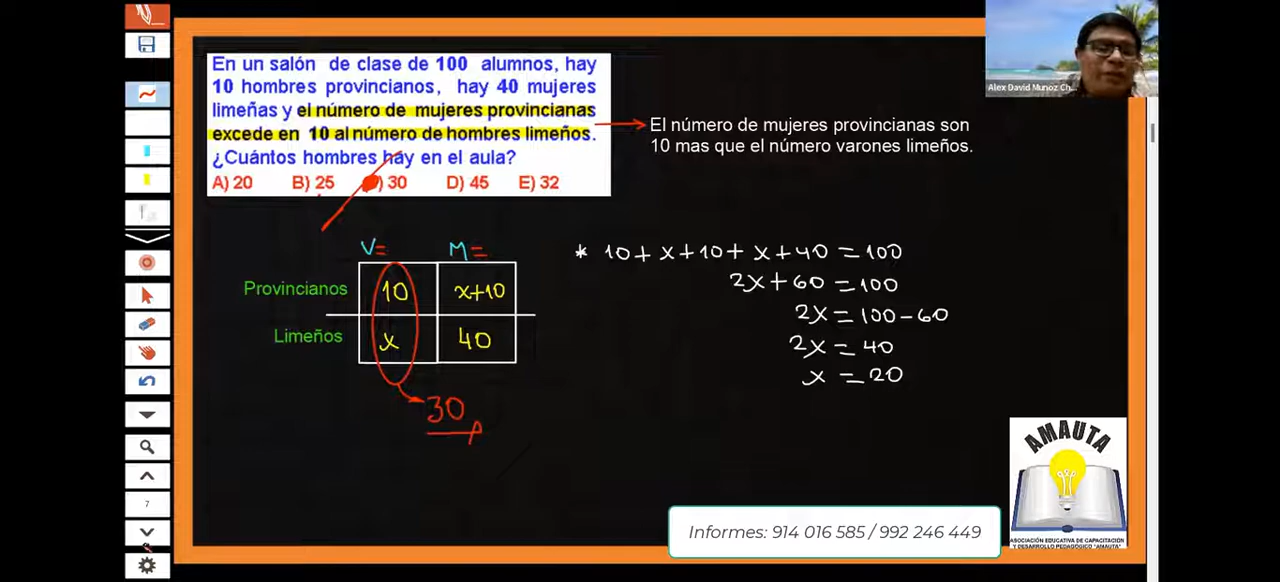 Alex David Munoz Ch...
En un salón de clase de 100 alumnos, hay
10 hombres provincianos, hay 40 mujeres
limeñas y el número de mujeres provincianas
excede en 10 al número de hombres limeños.
¿Cuántos hombres hay en el aula?
A) 20 B) 25 ) 30 D) 45 E) 32
El número de mujeres provincianas son
10 mas que el número varones limeños.
V= M=
Provincianos 10 x+10
Limeños x 40
30
* 10+x+10+x+40=100
2x+60=100
2x=100-60
2x=40
x=20
7
AMAUTA
ASOCIACIÓN EDUCATIVA DE CAPACITACIÓN
Y DESARROLLO PEDAGÓGICO "AMAUTA"
Informes: 914 016 585 / 992 246 449